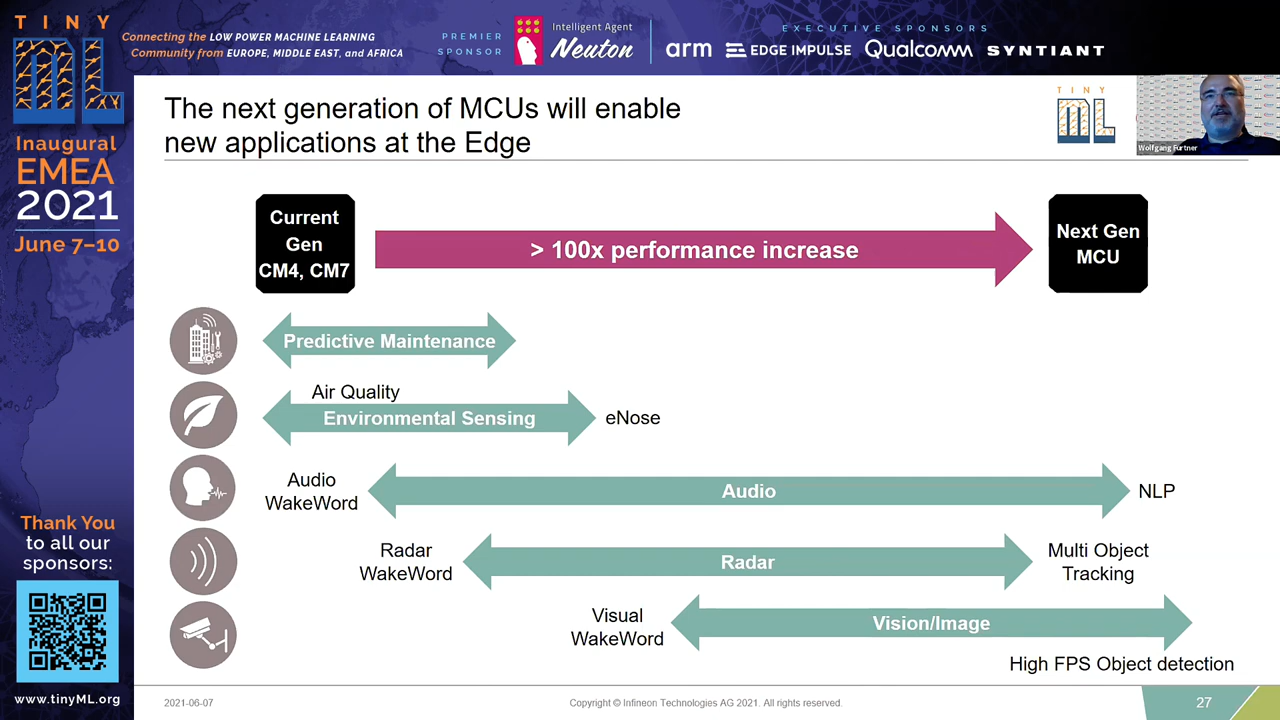 TINY
ML
Inaugural
EMEA
2021
June 7–10
Thank You
to all our
sponsors:
www.tinyML.org
Connecting the LOW POWER MACHINE LEARNING
Community from EUROPE, MIDDLE EAST, and AFRICA
PREMIER
SPONSOR
Intelligent Agent
Neuton
EXECUTIVE SPONSORS
arm
EDGE IMPULSE
Qualcomm
SYNTIANT
The next generation of MCUs will enable
new applications at the Edge
TINY
ML
Wolfgang Furtner
Current
Gen
CM4, CM7
> 100x performance increase
Next Gen
MCU
Predictive Maintenance
Air Quality
Environmental Sensing
eNose
Audio
WakeWord
Audio
NLP
Radar
WakeWord
Radar
Multi Object
Tracking
Visual
WakeWord
Vision/Image
High FPS Object detection
2021-06-07
Copyright © Infineon Technologies AG 2021. All rights reserved.
27